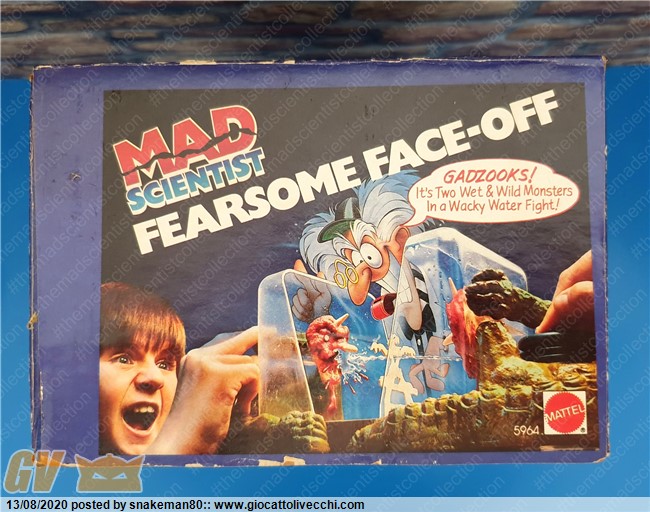 MAD
SCIENTIST
FEARSOME FACE-OFF
GADZOOKS!
It's Two Wet & Wild Monsters
In a Wacky Water Fight!
MATTEL
5964
GV
13/08/2020 posted by snakeman80:: www.giocattolivecchi.com
#themadscientistcollection